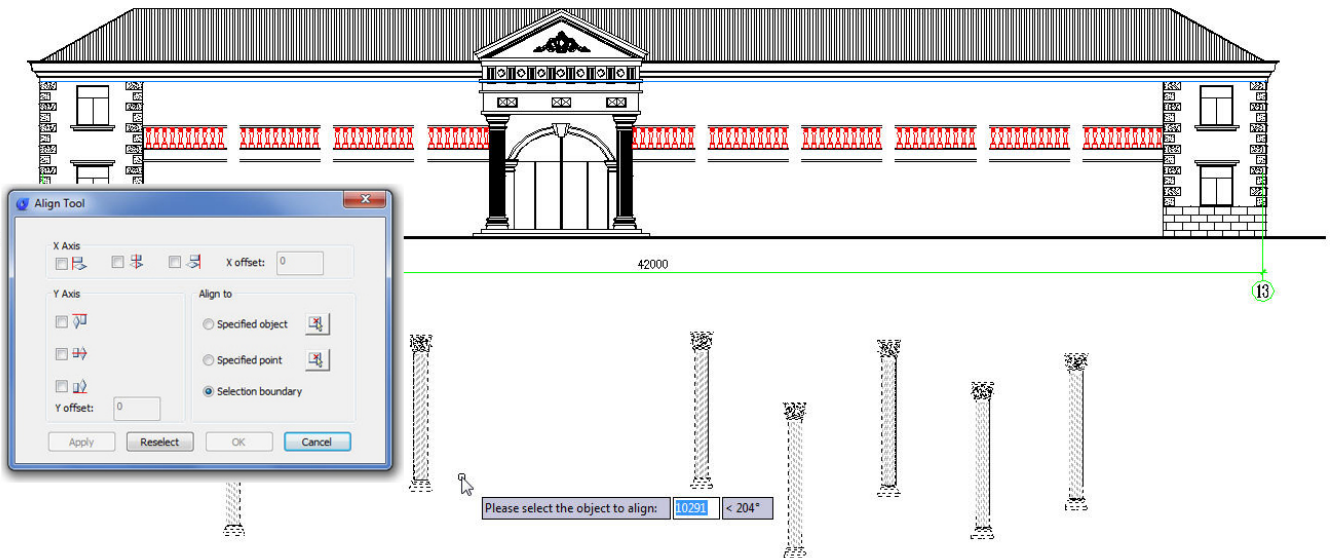 Align Tool
X Axis
X offset: 0
Y Axis
Align to
Specified object
Specified point
Selection boundary
Y offset: 0
Apply Reselect OK Cancel
42000
13
Please select the object to align: 10291 < 204°